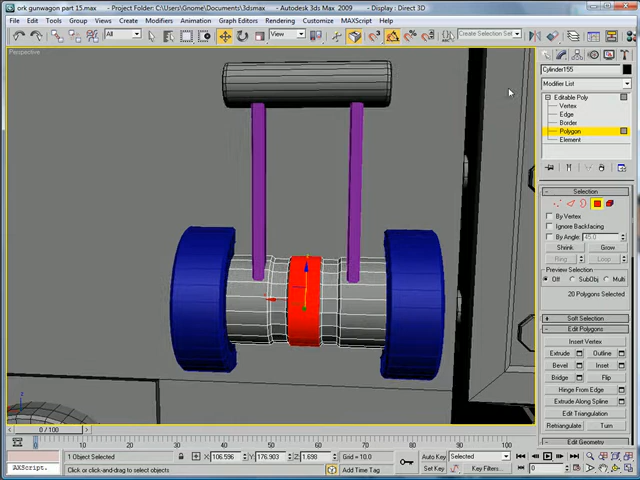 ork gunwagon part 15.max - Project Folder: C:\Users\Gnome\Documents\3dsmax - Autodesk 3ds Max 2009 - Display : Direct 3D
File Edit Tools Group Views Create Modifiers Animation Graph Editors Rendering Customize MAXScript Help
All View Create Selection Set
Perspective
Cylinder155
Modifier List
Editable Poly
Vertex
Edge
Border
Polygon
Element
Selection
By Vertex
Ignore Backfacing
By Angle: 45.0
Shrink Grow
Ring Loop
Preview Selection
Off SubObj Multi
20 Polygons Selected
Soft Selection
Edit Polygons
Insert Vertex
Extrude Outline
Bevel Inset
Bridge Flip
Hinge From Edge
Extrude Along Spline
Edit Triangulation
Retriangulate Turn
Edit Geometry
0 / 100
0 10 20 30 40 50 60 70 80 90 100
1 Object Selected X: 106.596 Y: 176.903 Z: 1.698 Grid = 10.0 Auto Key Selected
AXScript. Click or click-and-drag to select objects Add Time Tag Set Key Key Filters... 0